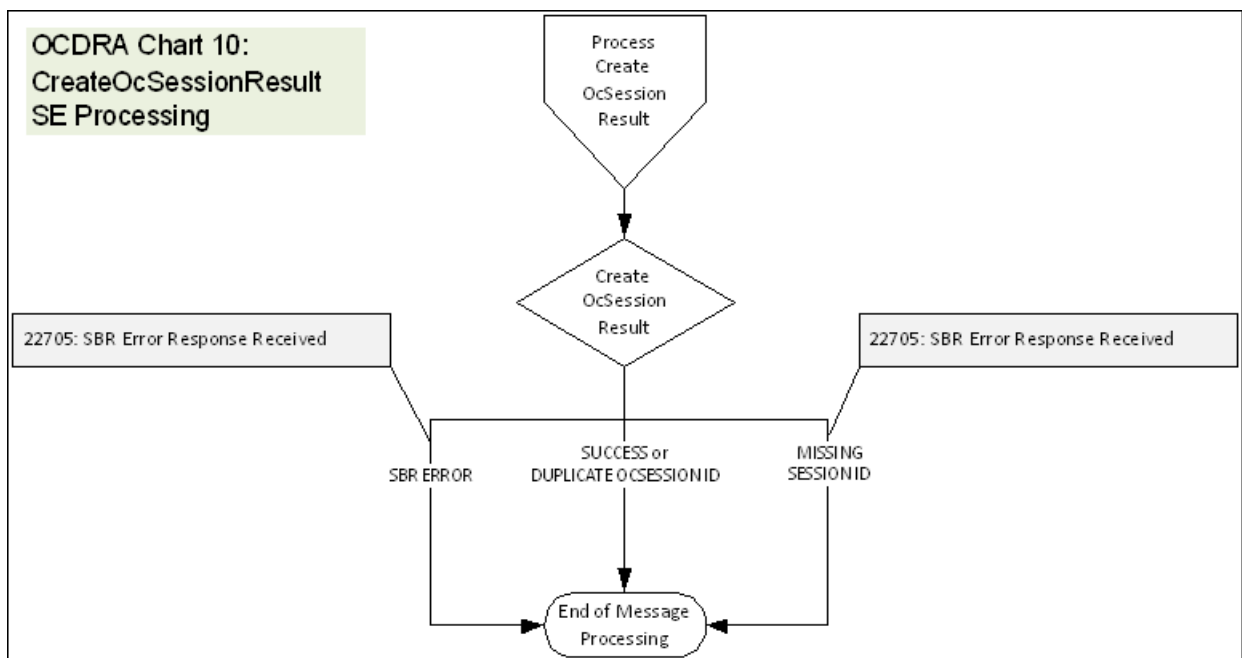 OCDRA Chart 10:
CreateOcSessionResult
SE Processing
Process
Create
OcSession
Result
Create
OcSession
Result
22705: SBR Error Response Received
22705: SBR Error Response Received
SBR ERROR
SUCCESS or
DUPLICATE OCSESSION ID
MISSING
SESSION ID
End of Message
Processing